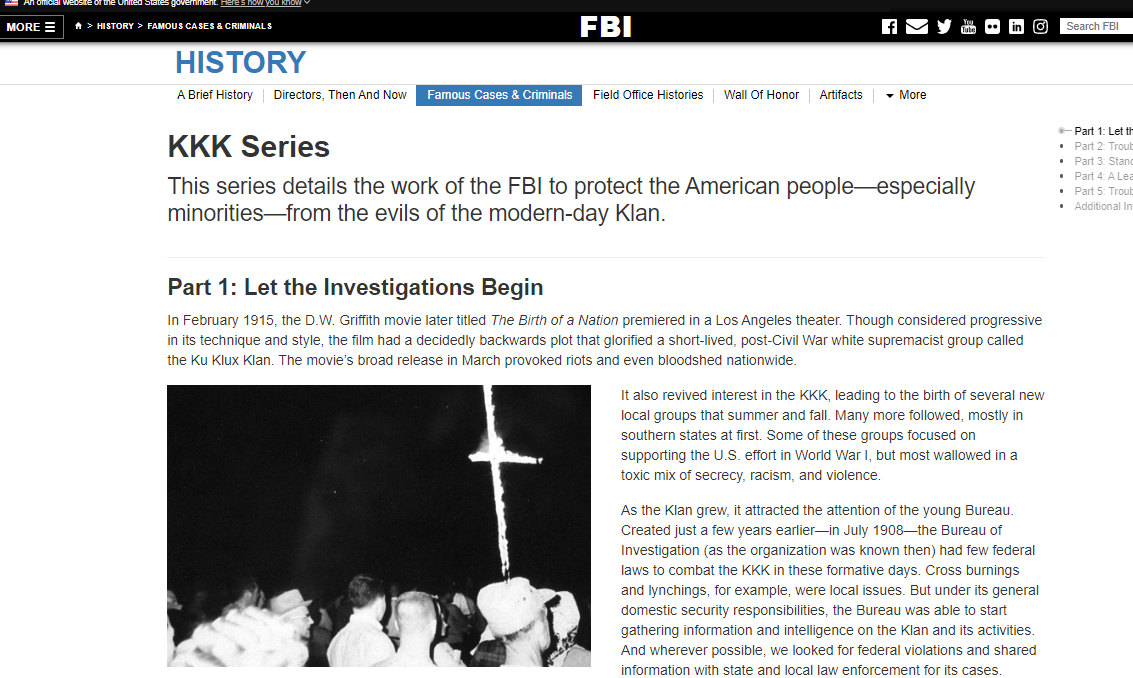 An official website of the United States government. Here's how you know
MORE
> HISTORY > FAMOUS CASES & CRIMINALS
FBI
You Tube
in
Search FBI
HISTORY
A Brief History
Directors, Then And Now
Famous Cases & Criminals
Field Office Histories
Wall Of Honor
Artifacts
More
KKK Series
This series details the work of the FBI to protect the American people—especially
minorities—from the evils of the modern-day Klan.
Part 1: Let th
Part 2: Troub
Part 3: Stand
Part 4: A Lea
Part 5: Troub
Additional In
Part 1: Let the Investigations Begin
In February 1915, the D.W. Griffith movie later titled The Birth of a Nation premiered in a Los Angeles theater. Though considered progressive
in its technique and style, the film had a decidedly backwards plot that glorified a short-lived, post-Civil War white supremacist group called
the Ku Klux Klan. The movie's broad release in March provoked riots and even bloodshed nationwide.
It also revived interest in the KKK, leading to the birth of several new
local groups that summer and fall. Many more followed, mostly in
southern states at first. Some of these groups focused on
supporting the U.S. effort in World War I, but most wallowed in a
toxic mix of secrecy, racism, and violence.
As the Klan grew, it attracted the attention of the young Bureau.
Created just a few years earlier—in July 1908—the Bureau of
Investigation (as the organization was known then) had few federal
laws to combat the KKK in these formative days. Cross burnings
and lynchings, for example, were local issues. But under its general
domestic security responsibilities, the Bureau was able to start
gathering information and intelligence on the Klan and its activities.
And wherever possible, we looked for federal violations and shared
information with state and local law enforcement for its cases.